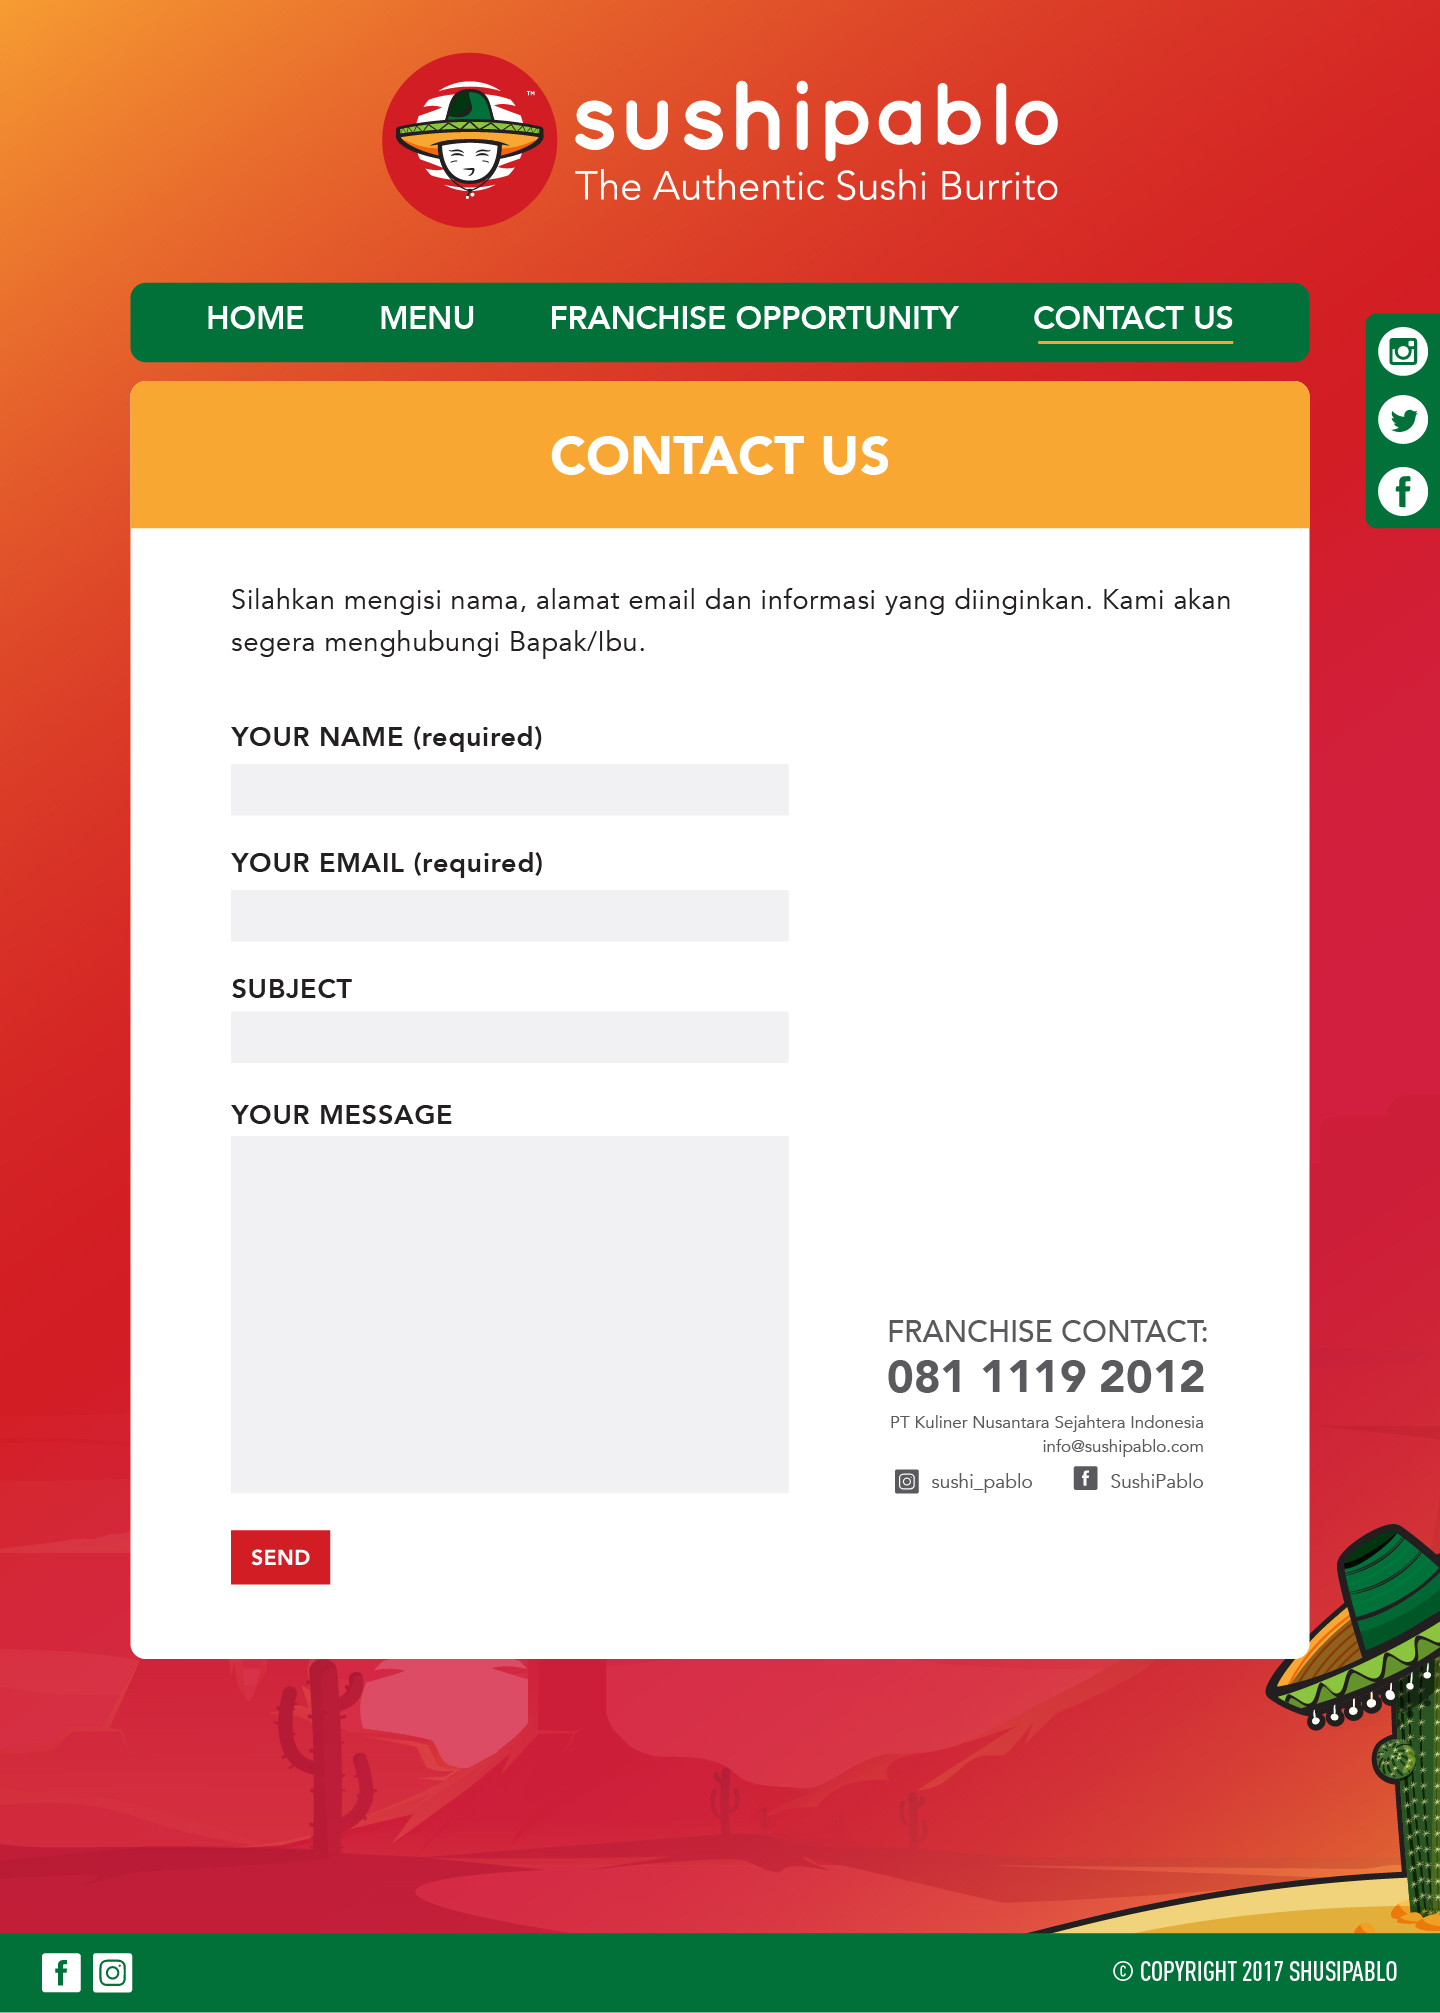 sushipablo
TM
The Authentic Sushi Burrito
HOME MENU FRANCHISE OPPORTUNITY CONTACT US
CONTACT US
Silahkan mengisi nama, alamat email dan informasi yang diinginkan. Kami akan
segera menghubungi Bapak/Ibu.
YOUR NAME (required)
YOUR EMAIL (required)
SUBJECT
YOUR MESSAGE
FRANCHISE CONTACT:
081 1119 2012
PT Kuliner Nusantara Sejahtera Indonesia
info@sushipablo.com
sushi_pablo SushiPablo
SEND
© COPYRIGHT 2017 SHUSIPABLO